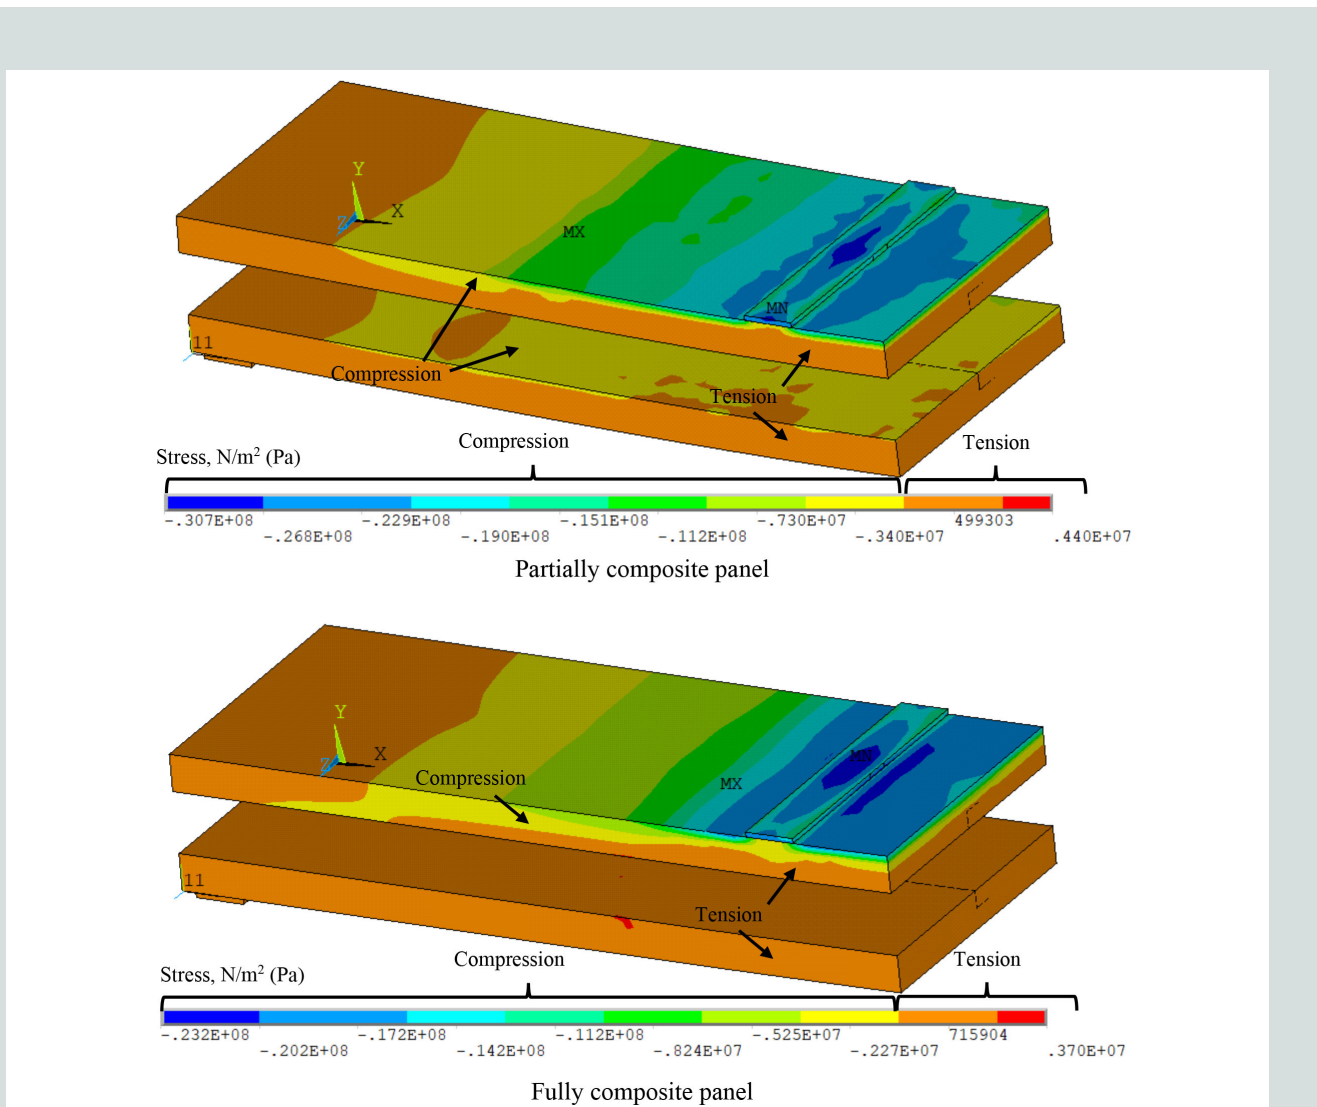 Y
X
Z
MX
MN
11
Compression
Tension
Compression
Tension
Stress, N/m² (Pa)
-.307E+08 -.229E+08 -.151E+08 -.730E+07 499303
-.268E+08 -.190E+08 -.112E+08 -.340E+07 .440E+07
Partially composite panel
Y
X
Z
Compression
MN
MX
11
Tension
Compression
Tension
Stress, N/m² (Pa)
-.232E+08 -.172E+08 -.112E+08 -.525E+07 715904
-.202E+08 -.142E+08 -.824E+07 -.227E+07 .370E+07
Fully composite panel